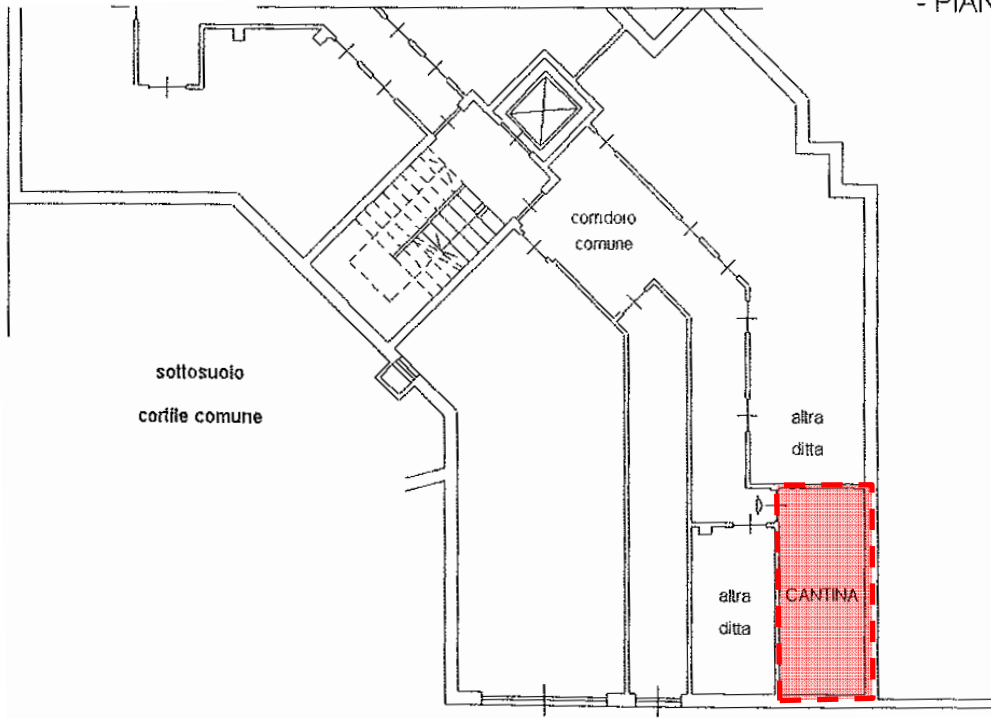 - PIAN
corridoio
comune
sottosuolo
cortile comune
altra
ditta
altra
ditta
CANTINA